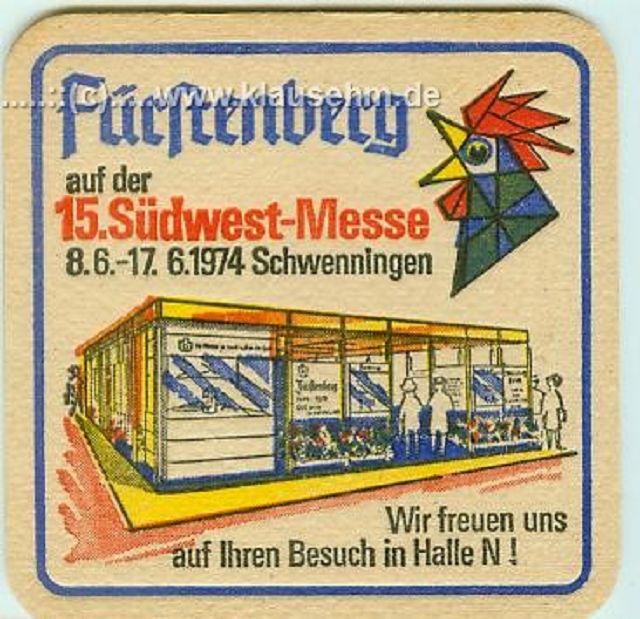 Fürstenberg
......::(c):....www.klausehm.de
auf der
15.Südwest-Messe
8.6.-17. 6.1974 Schwenningen
Fürstenberg
Wir freuen uns
auf Ihren Besuch in Halle N !